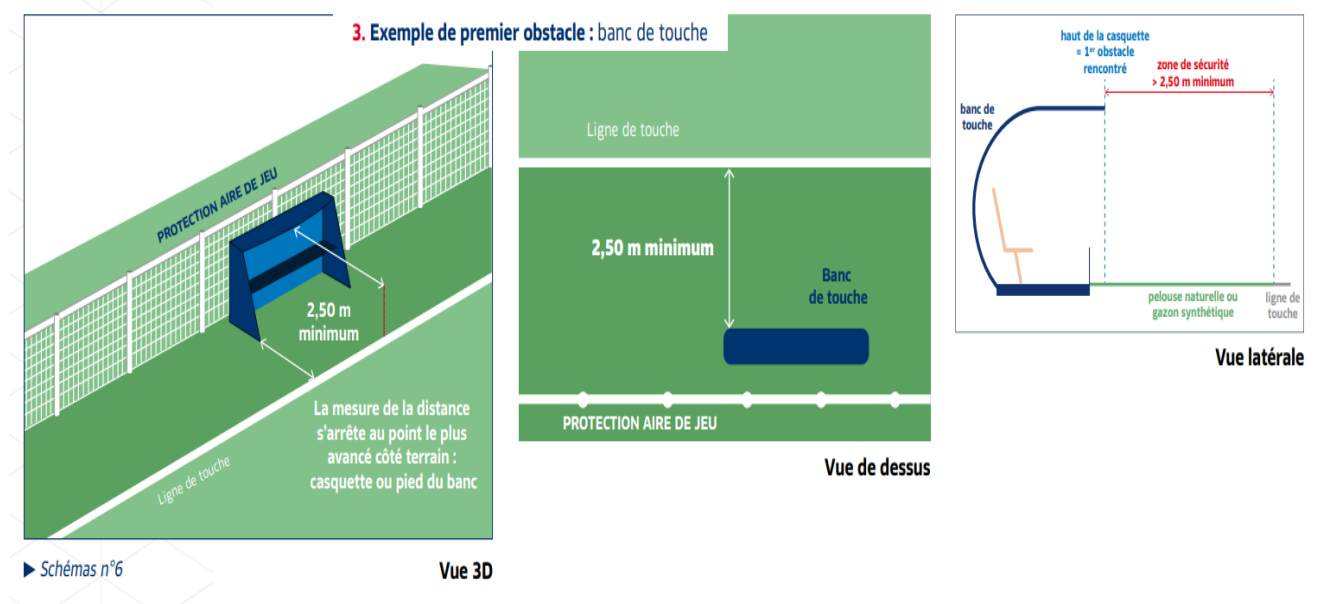 3. Exemple de premier obstacle : banc de touche
PROTECTION AIRE DE JEU
2,50 m
minimum
La mesure de la distance
s'arrête au point le plus
avancé côté terrain :
casquette ou pied du banc
Ligne de touche
Schémas n°6
Vue 3D
Ligne de touche
2,50 m minimum
Banc
de touche
PROTECTION AIRE DE JEU
Vue de dessus
haut de la casquette
= 1er obstacle
rencontré
zone de sécurité
> 2,50 m minimum
banc de
touche
pelouse naturelle ou
gazon synthétique
ligne de
touche
Vue latérale